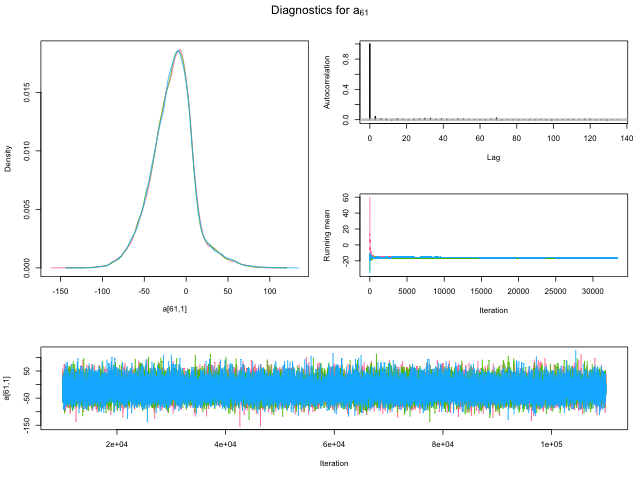 Diagnostics for a61
Density
0.000 0.005 0.010 0.015
-150 -100 -50 0 50 100
a[61,1]
Autocorrelation
0.0 0.4 0.8
0 20 40 60 80 100 120 140
Lag
Running mean
-20 0 20 40 60
0 5000 10000 15000 20000 25000 30000
Iteration
a[61,1]
-150 -50 50
2e+04 4e+04 6e+04 8e+04 1e+05
Iteration